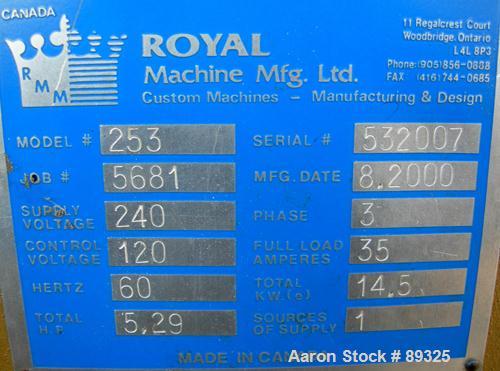 CANADA
RMM
ROYAL
Machine Mfg. Ltd.
Custom Machines – Manufacturing & Design
11 Regalcrest Court
Woodbridge, Ontario
L4L 8P3
Phone: (905)856-0888
FAX (416)744-0685
MODEL # 253 SERIAL # 532007
JOB # 5681 MFG. DATE 8.2000
SUPPLY VOLTAGE 240 PHASE 3
CONTROL VOLTAGE 120 FULL LOAD AMPERES 35
HERTZ 60 TOTAL KW.(e) 14.5
TOTAL H.P. 5.29 SOURCES OF SUPPLY 1
MADE IN
Aaron Stock # 89325